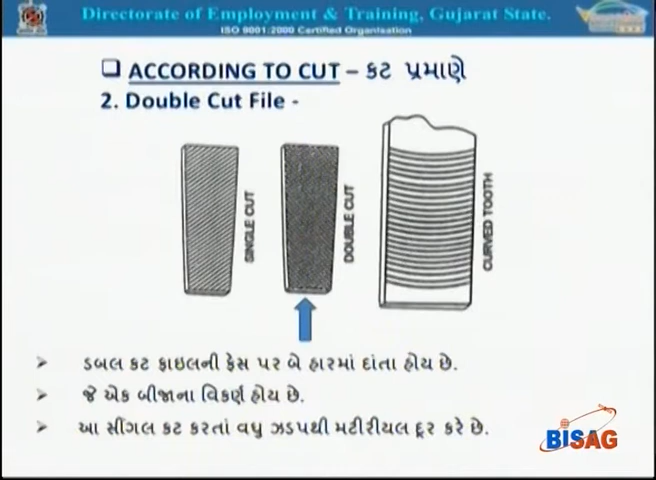 Directorate of Employment & Training, Gujarat State.
ISO 9001:2000 Certified Organisation
ACCORDING TO CUT – કટ પ્રમાણે
2. Double Cut File -
SINGLE CUT
DOUBLE CUT
CURVED TOOTH
ડબલ કટ ફાઇલની ફેસ પર બે હારમાં દાંતા હોય છે.
જે એક બીજાના વિકર્ણ હોય છે.
આ સીંગલ કટ કરતાં વધુ ઝડપથી મટીરીયલ દૂર કરે છે.
BISAG